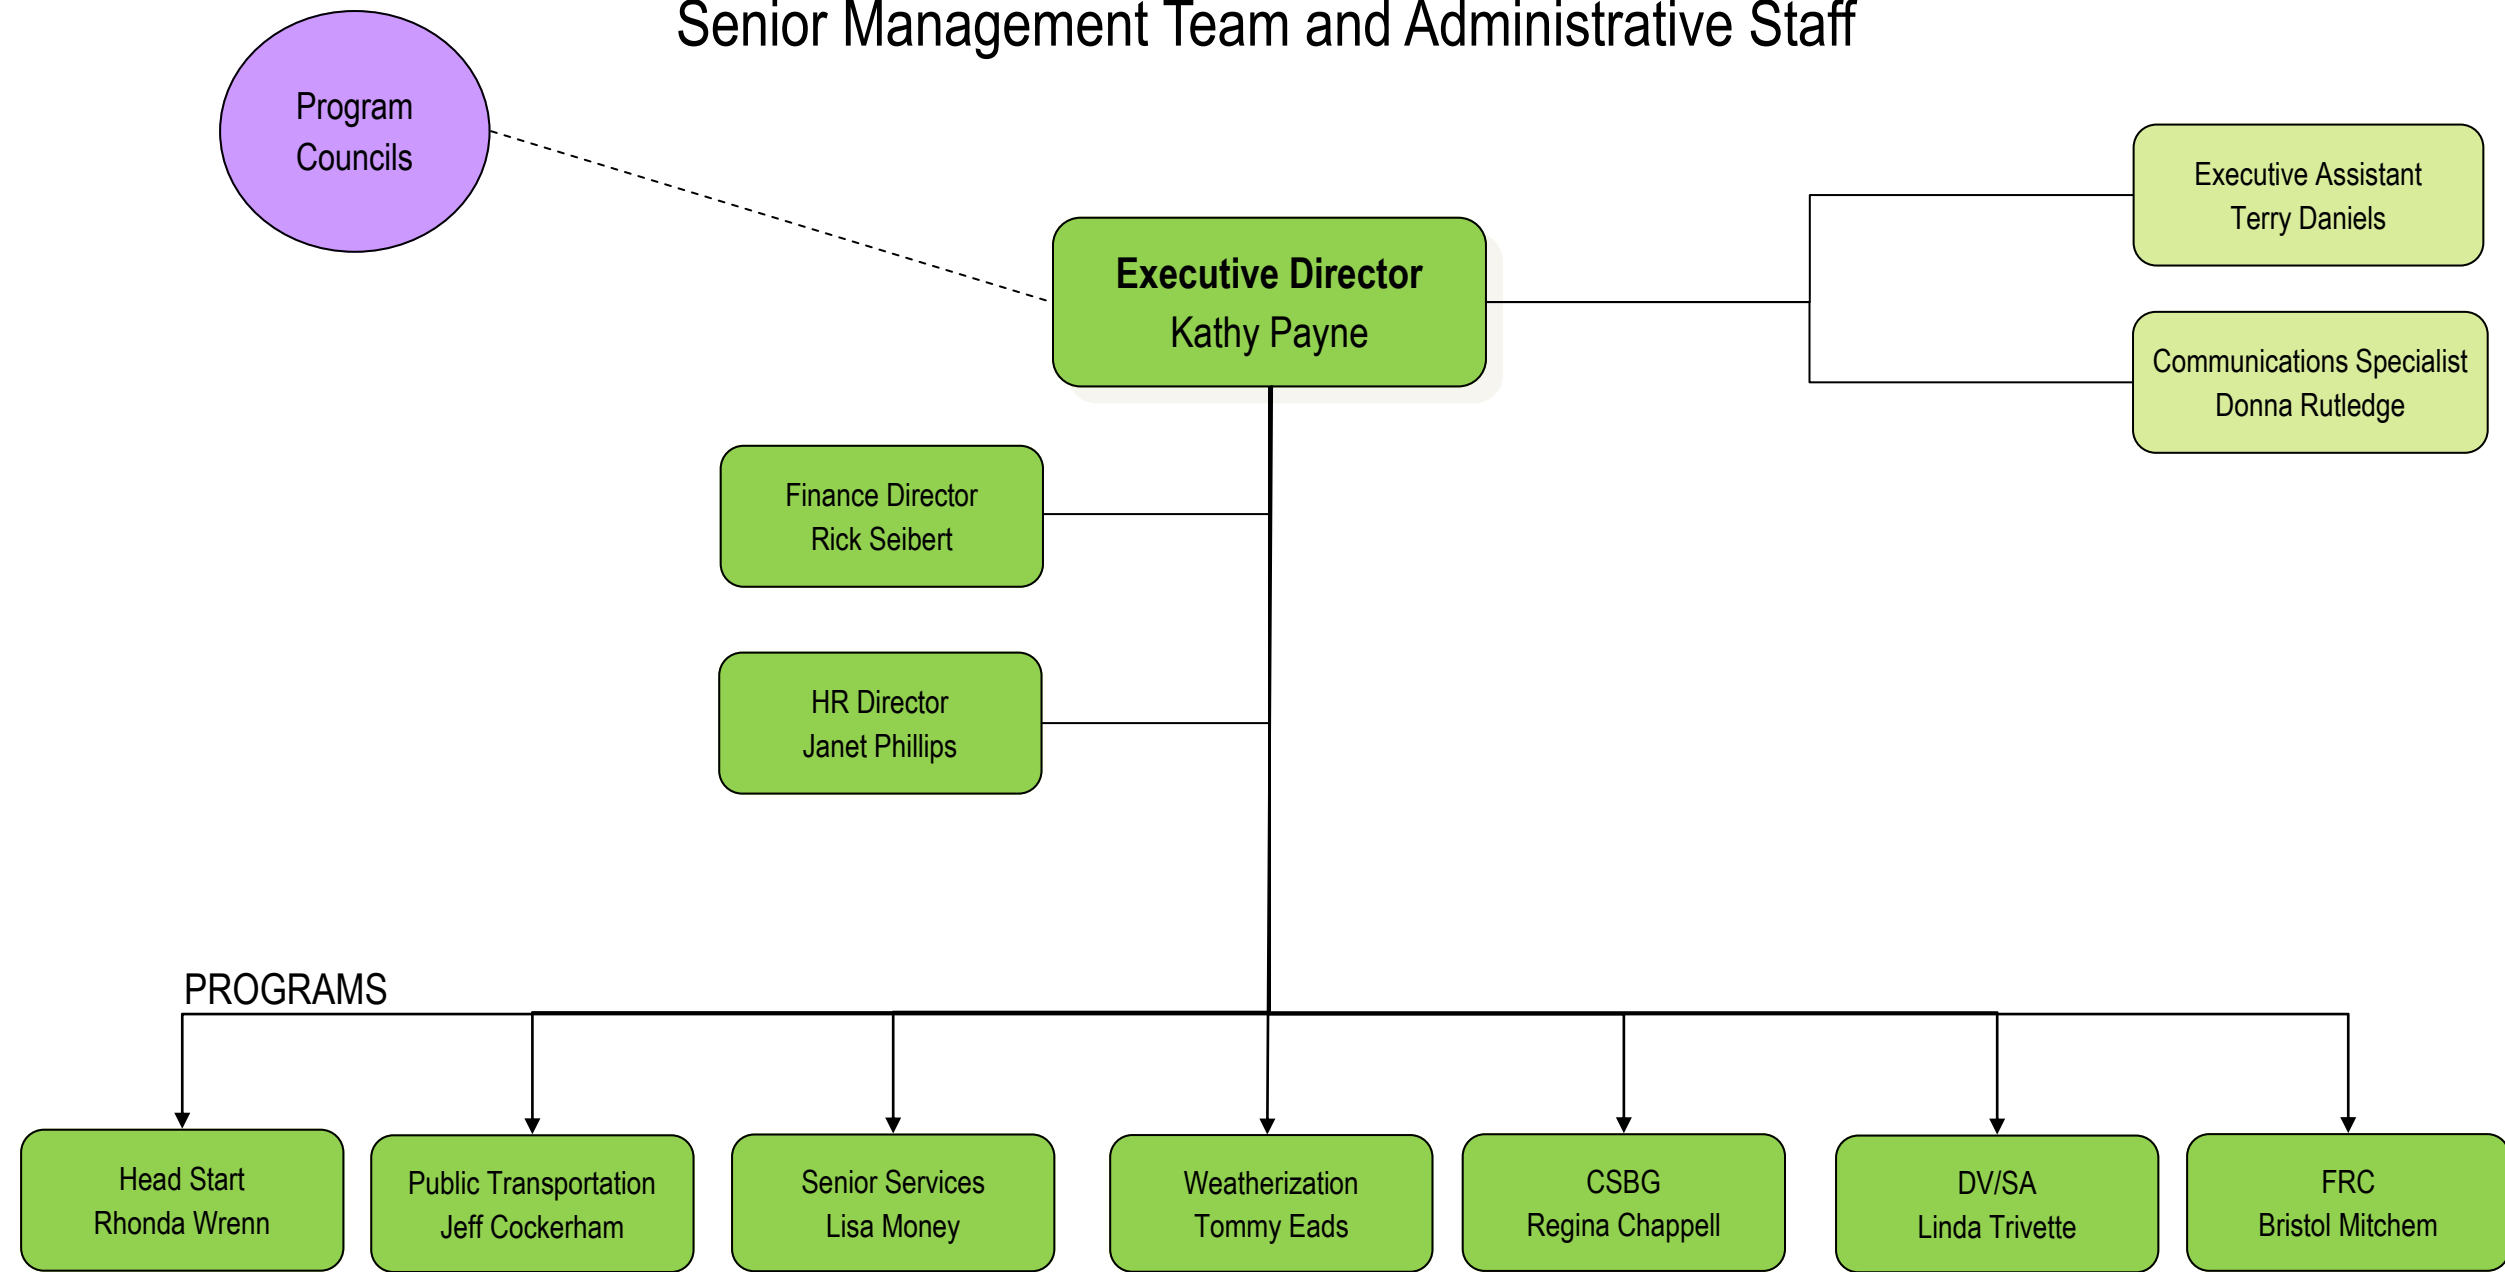 Senior Management Team and Administrative Staff
Program
Councils
Executive Assistant
Terry Daniels
Executive Director
Kathy Payne
Communications Specialist
Donna Rutledge
Finance Director
Rick Seibert
HR Director
Janet Phillips
PROGRAMS
Head Start
Rhonda Wrenn
Public Transportation
Jeff Cockerham
Senior Services
Lisa Money
Weatherization
Tommy Eads
CSBG
Regina Chappell
DV/SA
Linda Trivette
FRC
Bristol Mitchem